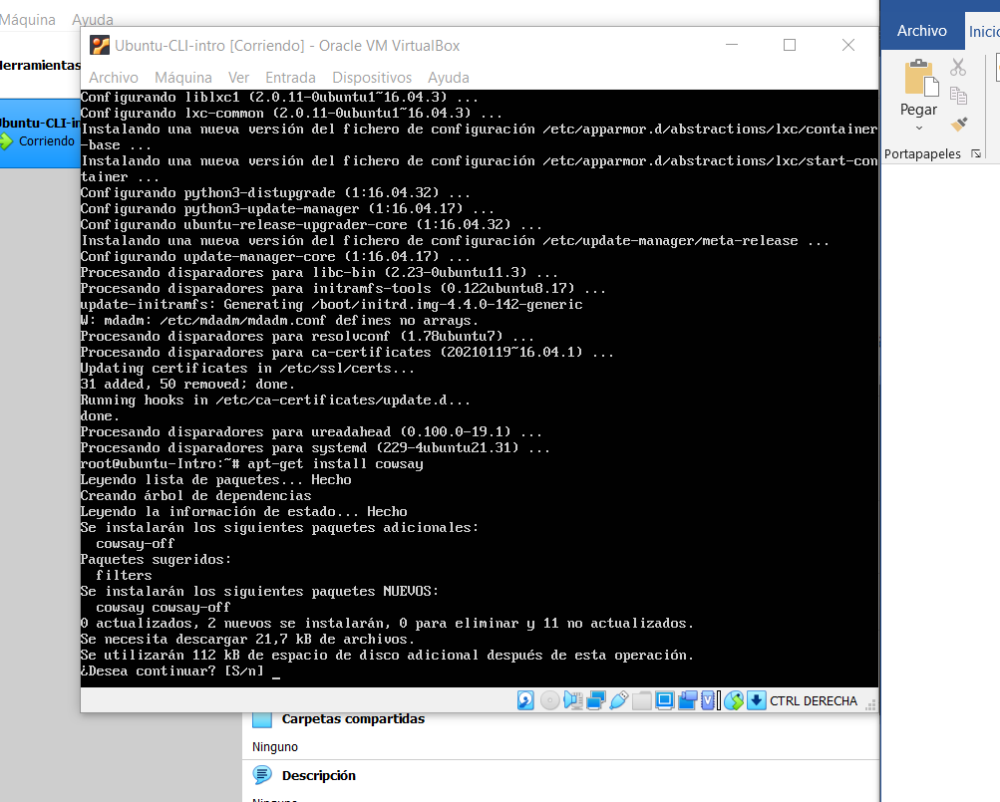 Máquina Ayuda
Herramientas
Ubuntu-CLI-in
Corriendo
Ubuntu-CLI-intro [Corriendo] - Oracle VM VirtualBox
Archivo Máquina Ver Entrada Dispositivos Ayuda
Configurando liblxc1 (2.0.11-0ubuntu1~16.04.3) ...
Configurando lxc-common (2.0.11-0ubuntu1~16.04.3) ...
Instalando una nueva versión del fichero de configuración /etc/apparmor.d/abstractions/lxc/container
-base ...
Instalando una nueva versión del fichero de configuración /etc/apparmor.d/abstractions/lxc/start-con
tainer ...
Configurando python3-distupgrade (1:16.04.32) ...
Configurando python3-update-manager (1:16.04.17) ...
Configurando ubuntu-release-upgrader-core (1:16.04.32) ...
Instalando una nueva versión del fichero de configuración /etc/update-manager/meta-release ...
Configurando update-manager-core (1:16.04.17) ...
Procesando disparadores para libc-bin (2.23-0ubuntu11.3) ...
Procesando disparadores para initramfs-tools (0.122ubuntu8.17) ...
update-initramfs: Generating /boot/initrd.img-4.4.0-142-generic
W: mdadm: /etc/mdadm/mdadm.conf defines no arrays.
Procesando disparadores para resolvconf (1.78ubuntu7) ...
Procesando disparadores para ca-certificates (20210119~16.04.1) ...
Updating certificates in /etc/ssl/certs...
31 added, 50 removed; done.
Running hooks in /etc/ca-certificates/update.d...
done.
Procesando disparadores para ureadahead (0.100.0-19.1) ...
Procesando disparadores para systemd (229-4ubuntu21.31) ...
root@ubuntu-Intro:~# apt-get install cowsay
Leyendo lista de paquetes... Hecho
Creando árbol de dependencias
Leyendo la información de estado... Hecho
Se instalarán los siguientes paquetes adicionales:
cowsay-off
Paquetes sugeridos:
filters
Se instalarán los siguientes paquetes NUEVOS:
cowsay cowsay-off
0 actualizados, 2 nuevos se instalarán, 0 para eliminar y 11 no actualizados.
Se necesita descargar 21,7 kB de archivos.
Se utilizarán 112 kB de espacio de disco adicional después de esta operación.
¿Desea continuar? [S/n] _
CTRL DERECHA
Carpetas compartidas
Ninguno
Descripción
Ninguno
Archivo Inicio
Pegar
Portapapeles